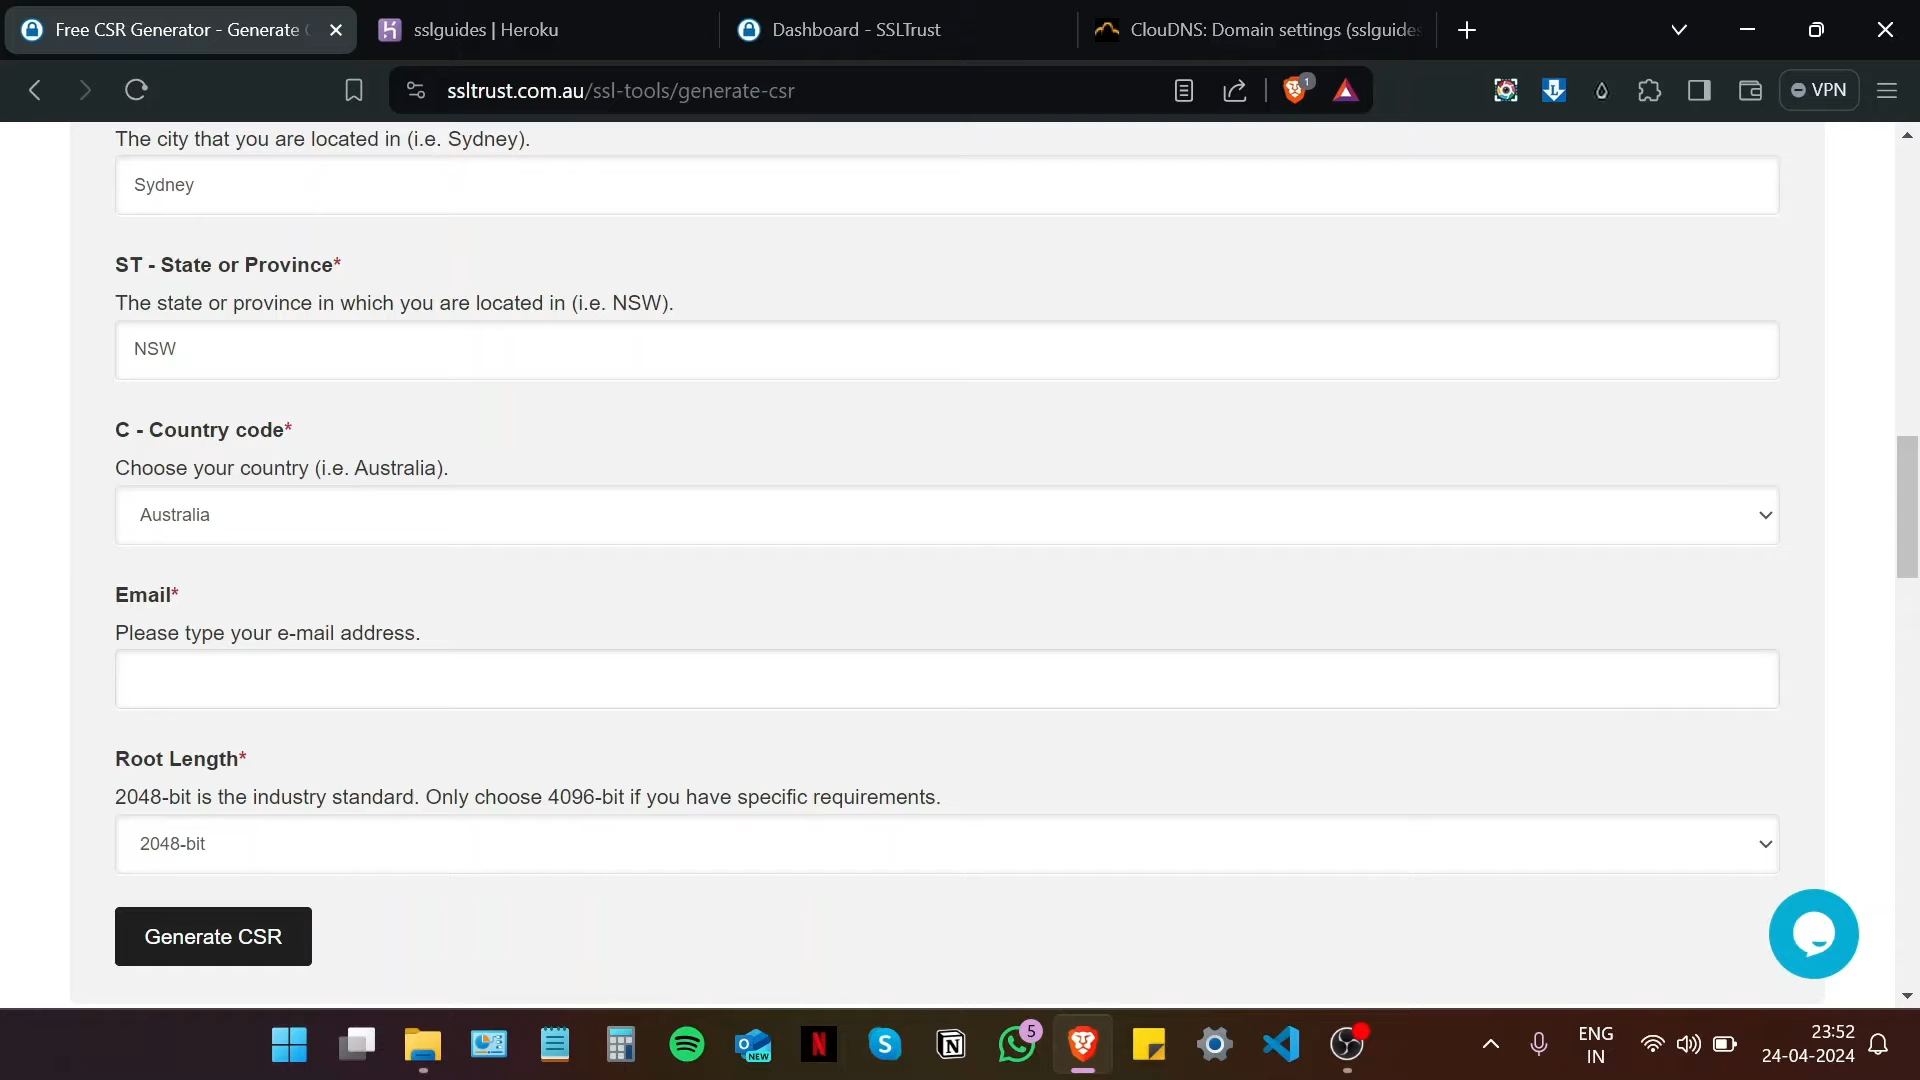 Free CSR Generator - Generate
sslguides | Heroku
Dashboard - SSLTrust
ClouDNS: Domain settings (sslguides
ssltrust.com.au/ssl-tools/generate-csr
1
VPN
The city that you are located in (i.e. Sydney).
Sydney
ST - State or Province*
The state or province in which you are located in (i.e. NSW).
NSW
C - Country code*
Choose your country (i.e. Australia).
Australia
Email*
Please type your e-mail address.
Root Length*
2048-bit is the industry standard. Only choose 4096-bit if you have specific requirements.
2048-bit
Generate CSR
NEW
5
ENG
IN
23:52
24-04-2024